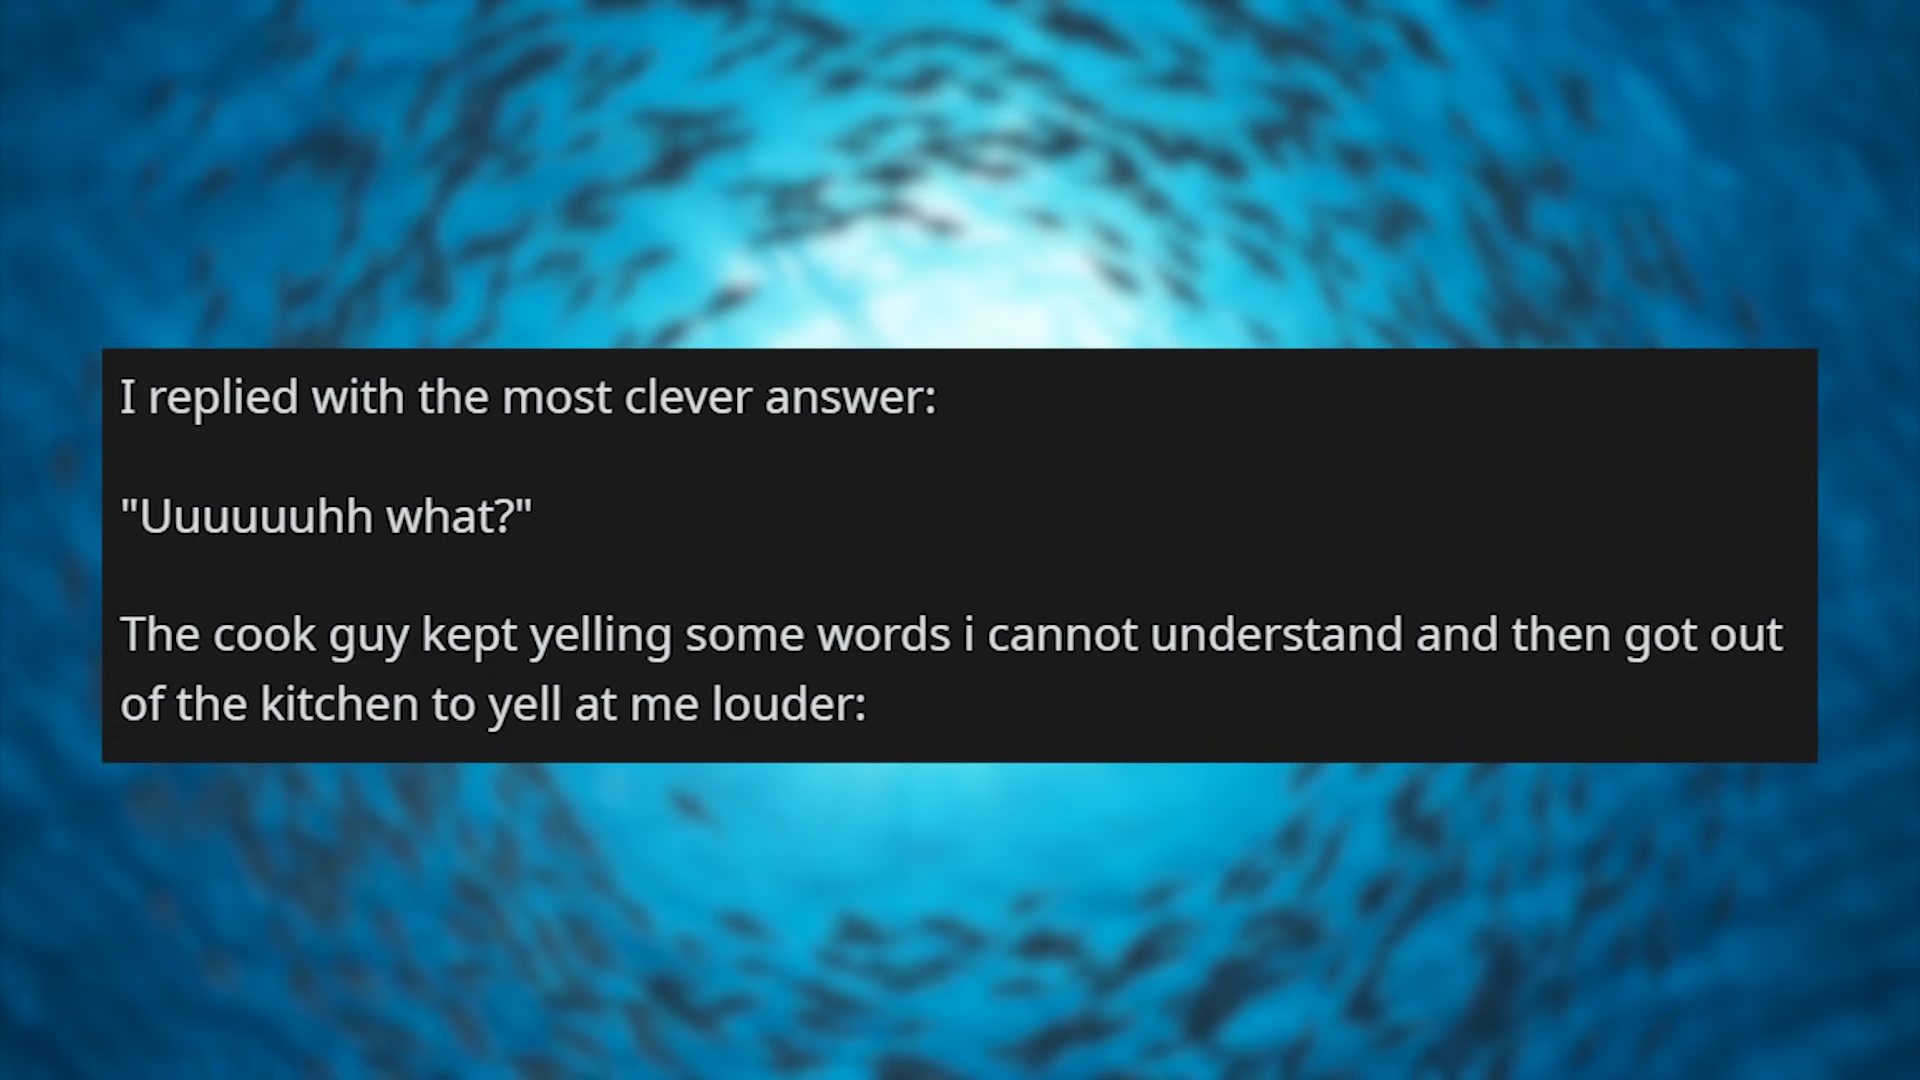 I replied with the most clever answer:
"Uuuuuuhh what?"
The cook guy kept yelling some words i cannot understand and then got out
of the kitchen to yell at me louder: